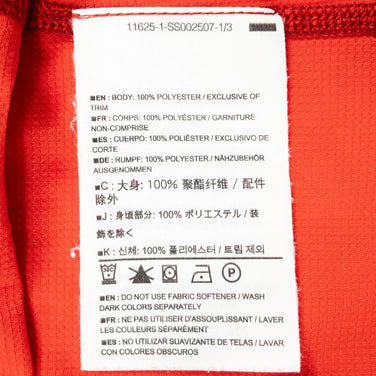 11625-1-SS002507-1/3
EN: BODY: 100% POLYESTER / EXCLUSIVE OF
TRIM
FR: CORPS: 100% POLYESTER / GARNITURE
NON-COMPRISE
ES: CUERPO: 100% POLIÉSTER / EXCLUSIVO DE
CORTE
DE: RUMPF: 100% POLYESTER / NÄHZUBEHÖR
AUSGENOMMEN
C: 大身: 100% 聚酯纤维 / 配件
除外
J: 身頃部分: 100% ポリエステル / 装
飾を除く
K: 신체: 100% 폴리에스터 / 트림 제외
P
EN: DO NOT USE FABRIC SOFTENER / WASH
DARK COLORS SEPARATELY
FR: NE PAS UTILISER D'ASSOUPLISSANT / LAVER
LES COULEURS SÉPARÉMENT
ES: NO UTILIZAR SUAVIZANTE DE TELAS / LAVAR
CON COLORES OBSCUROS